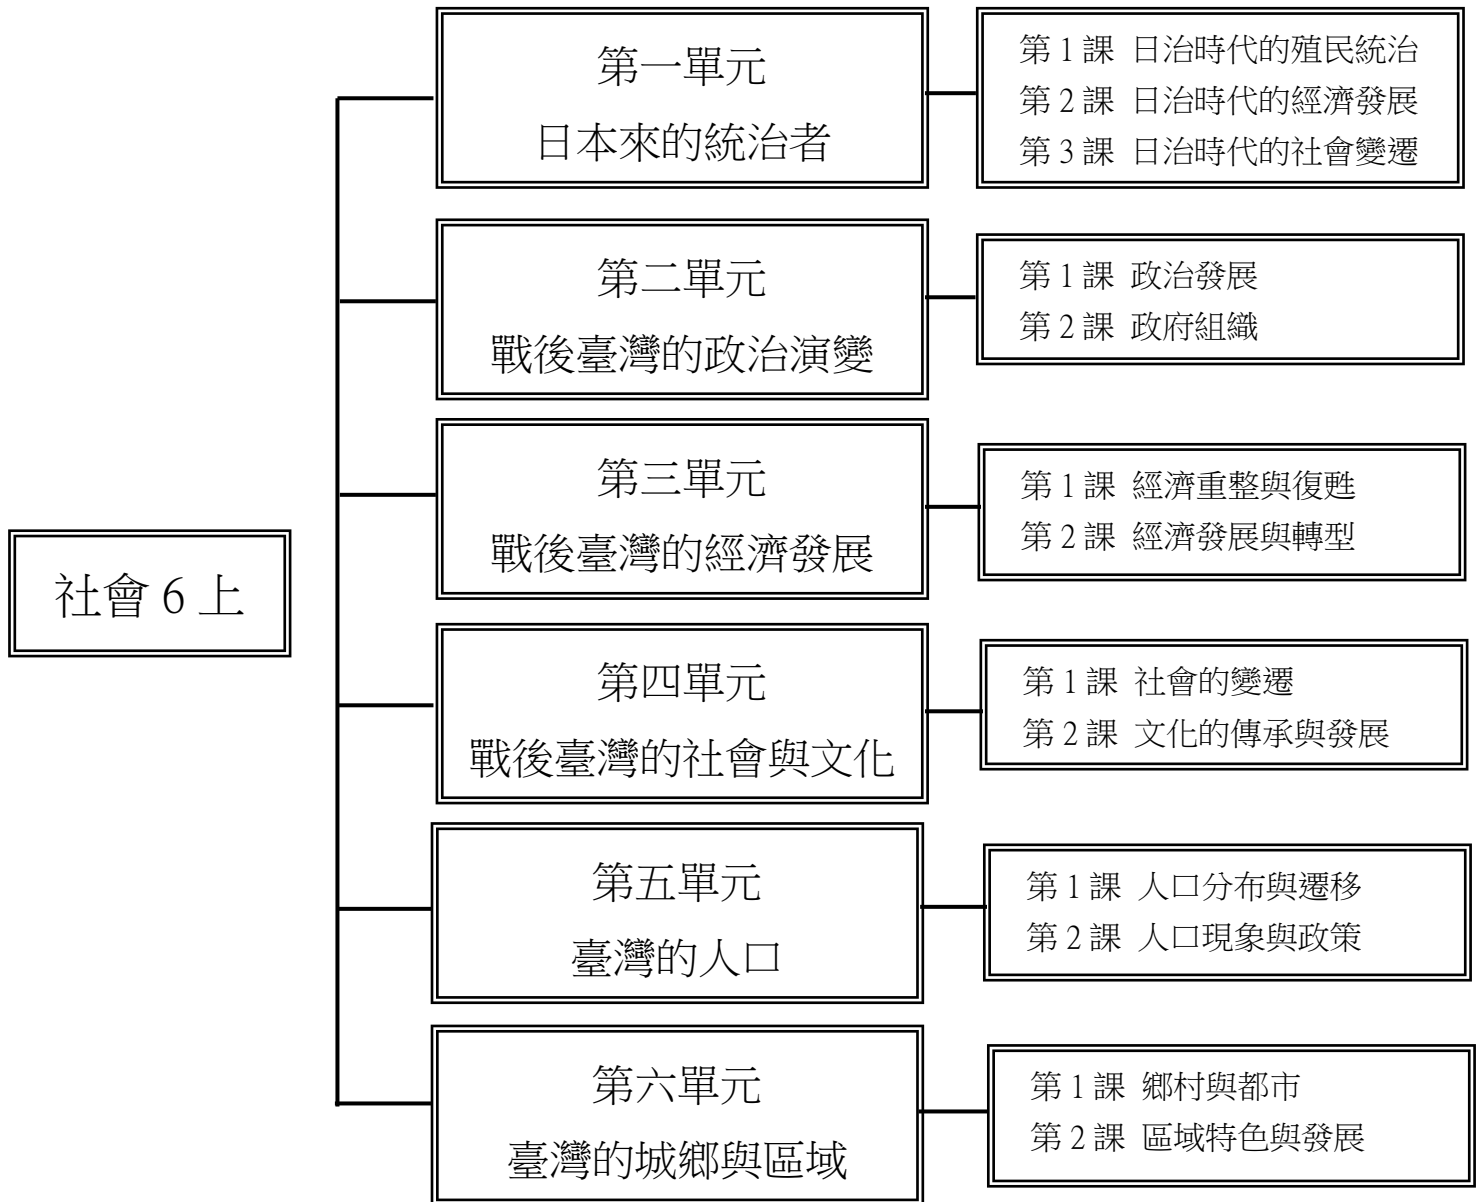 社會 6 上
第一單元
日本來的統治者
第 1 課 日治時代的殖民統治
第 2 課 日治時代的經濟發展
第 3 課 日治時代的社會變遷
第二單元
戰後臺灣的政治演變
第 1 課 政治發展
第 2 課 政府組織
第三單元
戰後臺灣的經濟發展
第 1 課 經濟重整與復甦
第 2 課 經濟發展與轉型
第四單元
戰後臺灣的社會與文化
第 1 課 社會的變遷
第 2 課 文化的傳承與發展
第五單元
臺灣的人口
第 1 課 人口分布與遷移
第 2 課 人口現象與政策
第六單元
臺灣的城鄉與區域
第 1 課 鄉村與都市
第 2 課 區域特色與發展